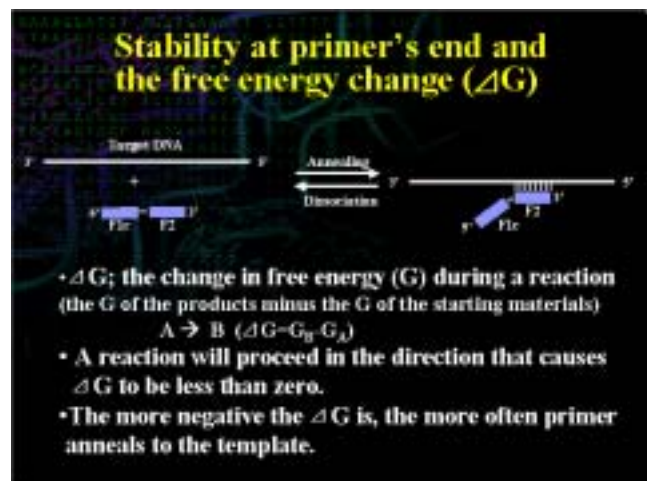 Stability at primer's end and
the free energy change (⊿G)
Target DNA
3' 5'
+
5' F1c F2 3'
Annealing
Dissociation
3' 5'
F2 3'
5' F1c
•⊿G; the change in free energy (G) during a reaction
(the G of the products minus the G of the starting materials)
A → B (⊿G=G_B-G_A)
• A reaction will proceed in the direction that causes
⊿G to be less than zero.
•The more negative the ⊿G is, the more often primer
anneals to the template.